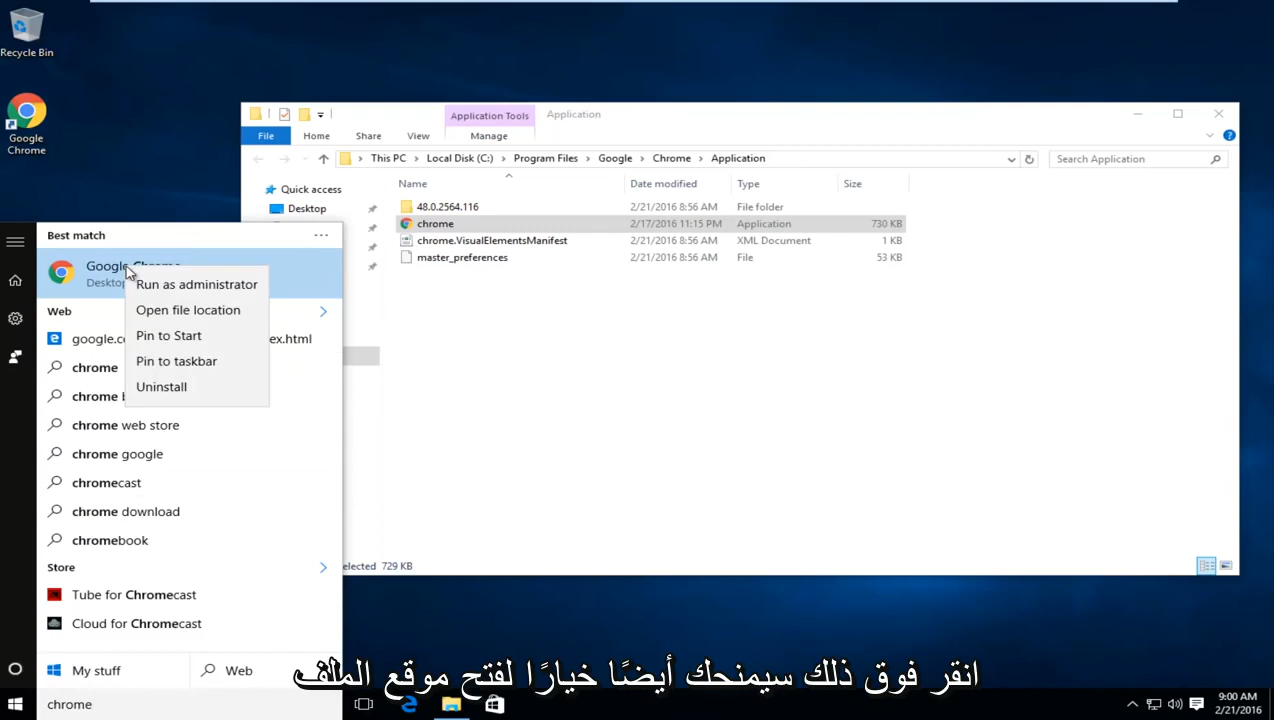 Recycle Bin
Google
Chrome
Application Tools
Application
File
Home
Share
View
Manage
This PC
Local Disk (C:)
Program Files
Google
Chrome
Application
Search Application
Quick access
Desktop
Name
Date modified
Type
Size
48.0.2564.116
2/21/2016 8:56 AM
File folder
chrome
2/17/2016 11:15 PM
Application
730 KB
chrome.VisualElementsManifest
2/21/2016 8:56 AM
XML Document
1 KB
master_preferences
2/21/2016 8:56 AM
File
53 KB
elected 729 KB
Best match
Google Chrome
Deskto
Run as administrator
Open file location
Pin to Start
Pin to taskbar
Uninstall
Web
google.c
ex.html
chrome
chrome
chrome web store
chrome google
chromecast
chrome download
chromebook
Store
Tube for Chromecast
Cloud for Chromecast
My stuff
Web
chrome
انقر فوق ذلك سيمنحك أيضًا خيارًا لفتح موقع الملف
9:00 AM
2/21/2016